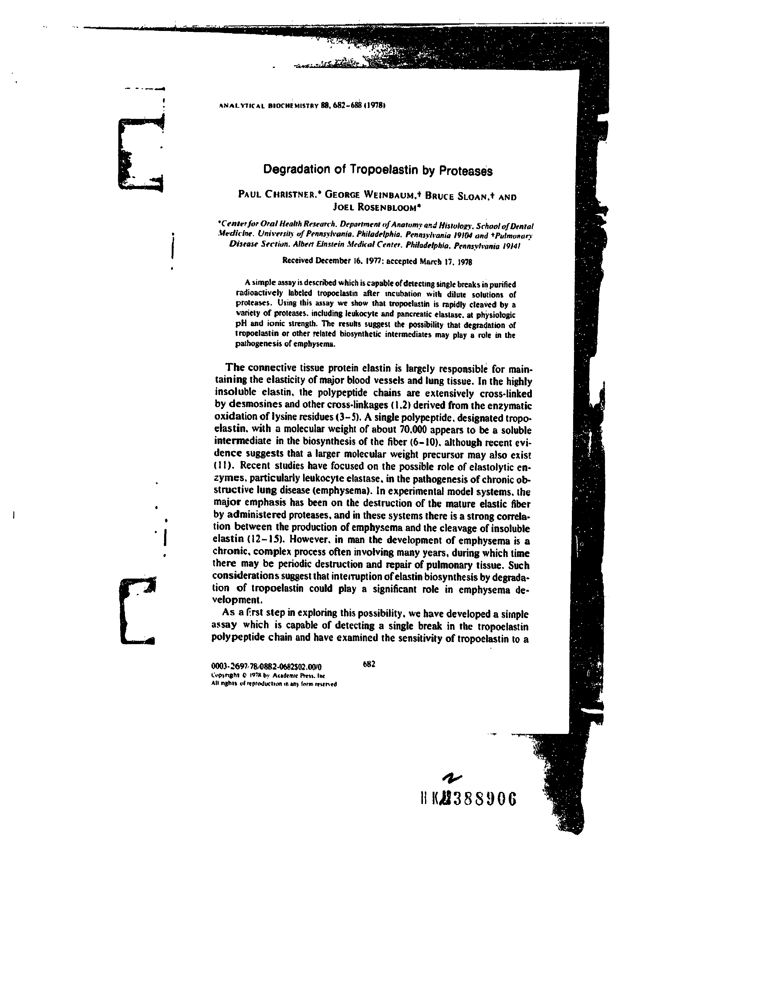 ANALYTICAL BIOCHEMISTRY 88, 682-688 (1978)
Degradation of Tropoelastin by Proteases
PAUL CHRISTNER,* GEORGE WEINBAUM,† BRUCE SLOAN,† AND
JOEL ROSENBLOOM*
*Center for Oral Health Research, Department of Anatomy and Histology, School of Dental
Medicine, University of Pennsylvania, Philadelphia, Pennsylvania 19104 and †Pulmonary
Disease Section, Albert Einstein Medical Center, Philadelphia, Pennsylvania 19141
Received December 16, 1977; accepted March 17, 1978
A simple assay is described which is capable of detecting single breaks in purified
radioactively labeled tropoelastin after incubation with dilute solutions of
proteases. Using this assay we show that tropoelastin is rapidly cleaved by a
variety of proteases, including leukocyte and pancreatic elastase, at physiologic
pH and ionic strength. The results suggest the possibility that degradation of
tropoelastin or other related biosynthetic intermediates may play a role in the
pathogenesis of emphysema.
The connective tissue protein elastin is largely responsible for main-
taining the elasticity of major blood vessels and lung tissue. In the highly
insoluble elastin, the polypeptide chains are extensively cross-linked
by desmosines and other cross-linkages (1,2) derived from the enzymatic
oxidation of lysine residues (3-5). A single polypeptide, designated tropo-
elastin, with a molecular weight of about 70,000 appears to be a soluble
intermediate in the biosynthesis of the fiber (6-10), although recent evi-
dence suggests that a larger molecular weight precursor may also exist
(11). Recent studies have focused on the possible role of elastolytic en-
zymes, particularly leukocyte elastase, in the pathogenesis of chronic ob-
structive lung disease (emphysema). In experimental model systems, the
major emphasis has been on the destruction of the mature elastic fiber
by administered proteases, and in these systems there is a strong correla-
tion between the production of emphysema and the cleavage of insoluble
elastin (12-15). However, in man the development of emphysema is a
chronic, complex process often involving many years, during which time
there may be periodic destruction and repair of pulmonary tissue. Such
considerations suggest that interruption of elastin biosynthesis by degrada-
tion of tropoelastin could play a significant role in emphysema de-
velopment.
As a first step in exploring this possibility, we have developed a simple
assay which is capable of detecting a single break in the tropoelastin
polypeptide chain and have examined the sensitivity of tropoelastin to a
0003-2697/78/0882-0682$02.00/0 682
Copyright © 1978 by Academic Press, Inc
All rights of reproduction in any form reserved
388906